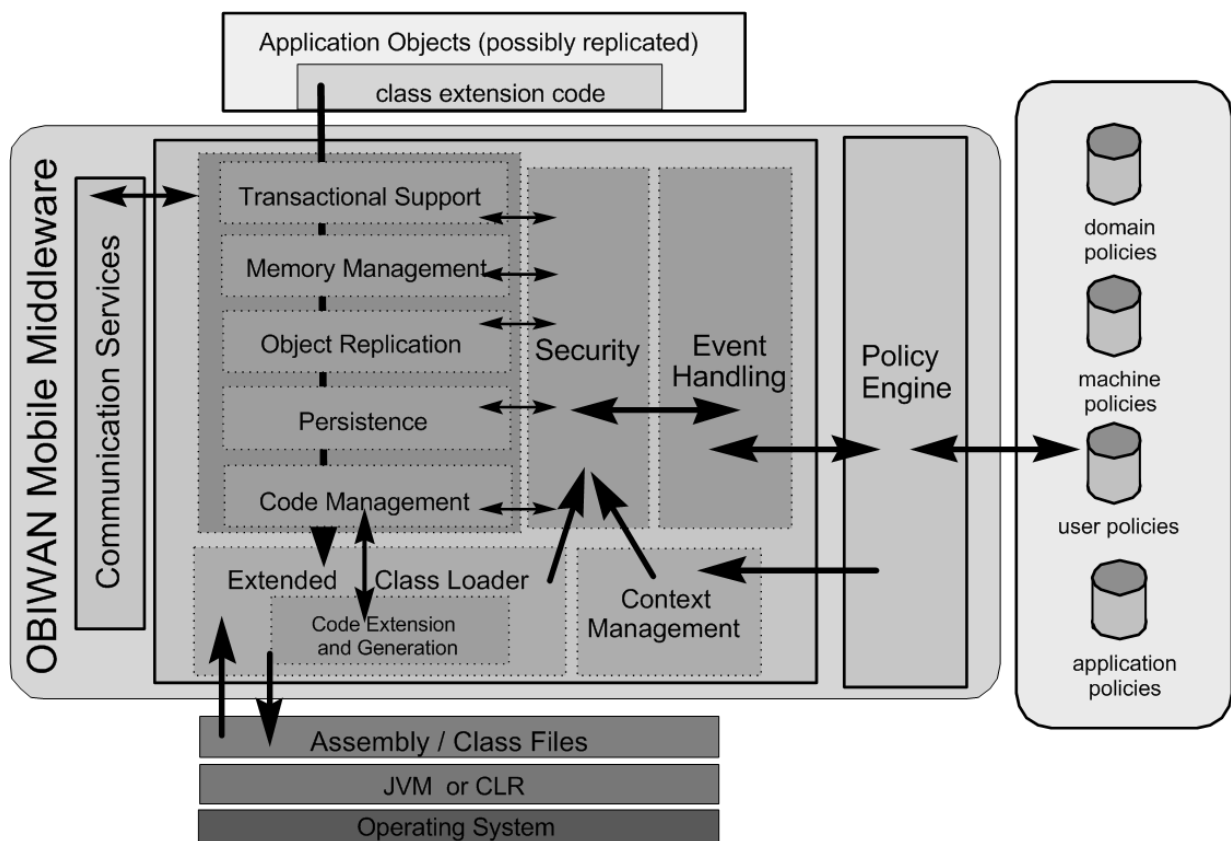 Application Objects (possibly replicated)
class extension code
OBIWAN Mobile Middleware
Communication Services
Transactional Support
Memory Management
Object Replication
Persistence
Code Management
Security
Event
Handling
Policy
Engine
Extended Class Loader
Code Extension
and Generation
Context
Management
domain
policies
machine
policies
user policies
application
policies
Assembly / Class Files
JVM or CLR
Operating System